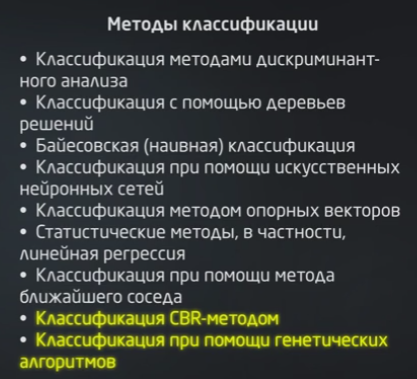 Методы классификации
• Классификация методами дискриминант-
ного анализа
• Классификация с помощью деревьев
решений
• Байесовская (наивная) классификация
• Классификация при помощи искусственных
нейронных сетей
• Классификация методом опорных векторов
• Статистические методы, в частности,
линейная регрессия
• Классификация при помощи метода
ближайшего соседа
• Классификация CBR-методом
• Классификация при помощи генетических
алгоритмов